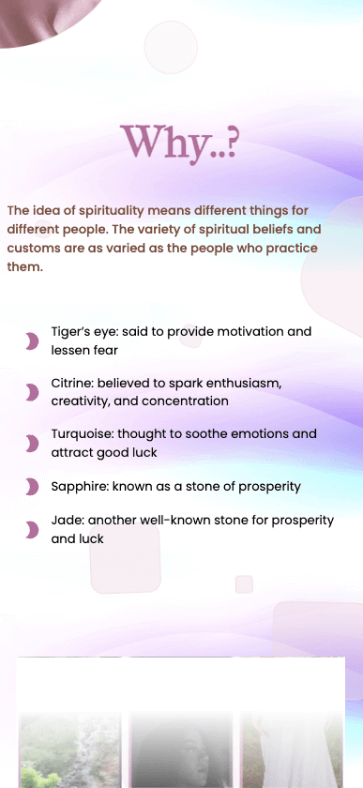 Why..?
The idea of spirituality means different things for
different people. The variety of spiritual beliefs and
customs are as varied as the people who practice
them.
Tiger's eye: said to provide motivation and
lessen fear
Citrine: believed to spark enthusiasm,
creativity, and concentration
Turquoise: thought to soothe emotions and
attract good luck
Sapphire: known as a stone of prosperity
Jade: another well-known stone for prosperity
and luck